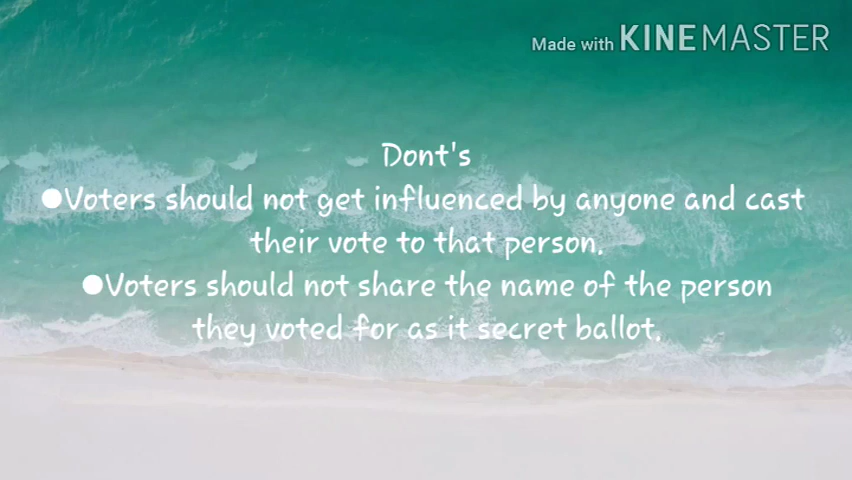 Made with KINEMASTER
Dont's
●Voters should not get influenced by anyone and cast
their vote to that person.
●Voters should not share the name of the person
they voted for as it secret ballot.